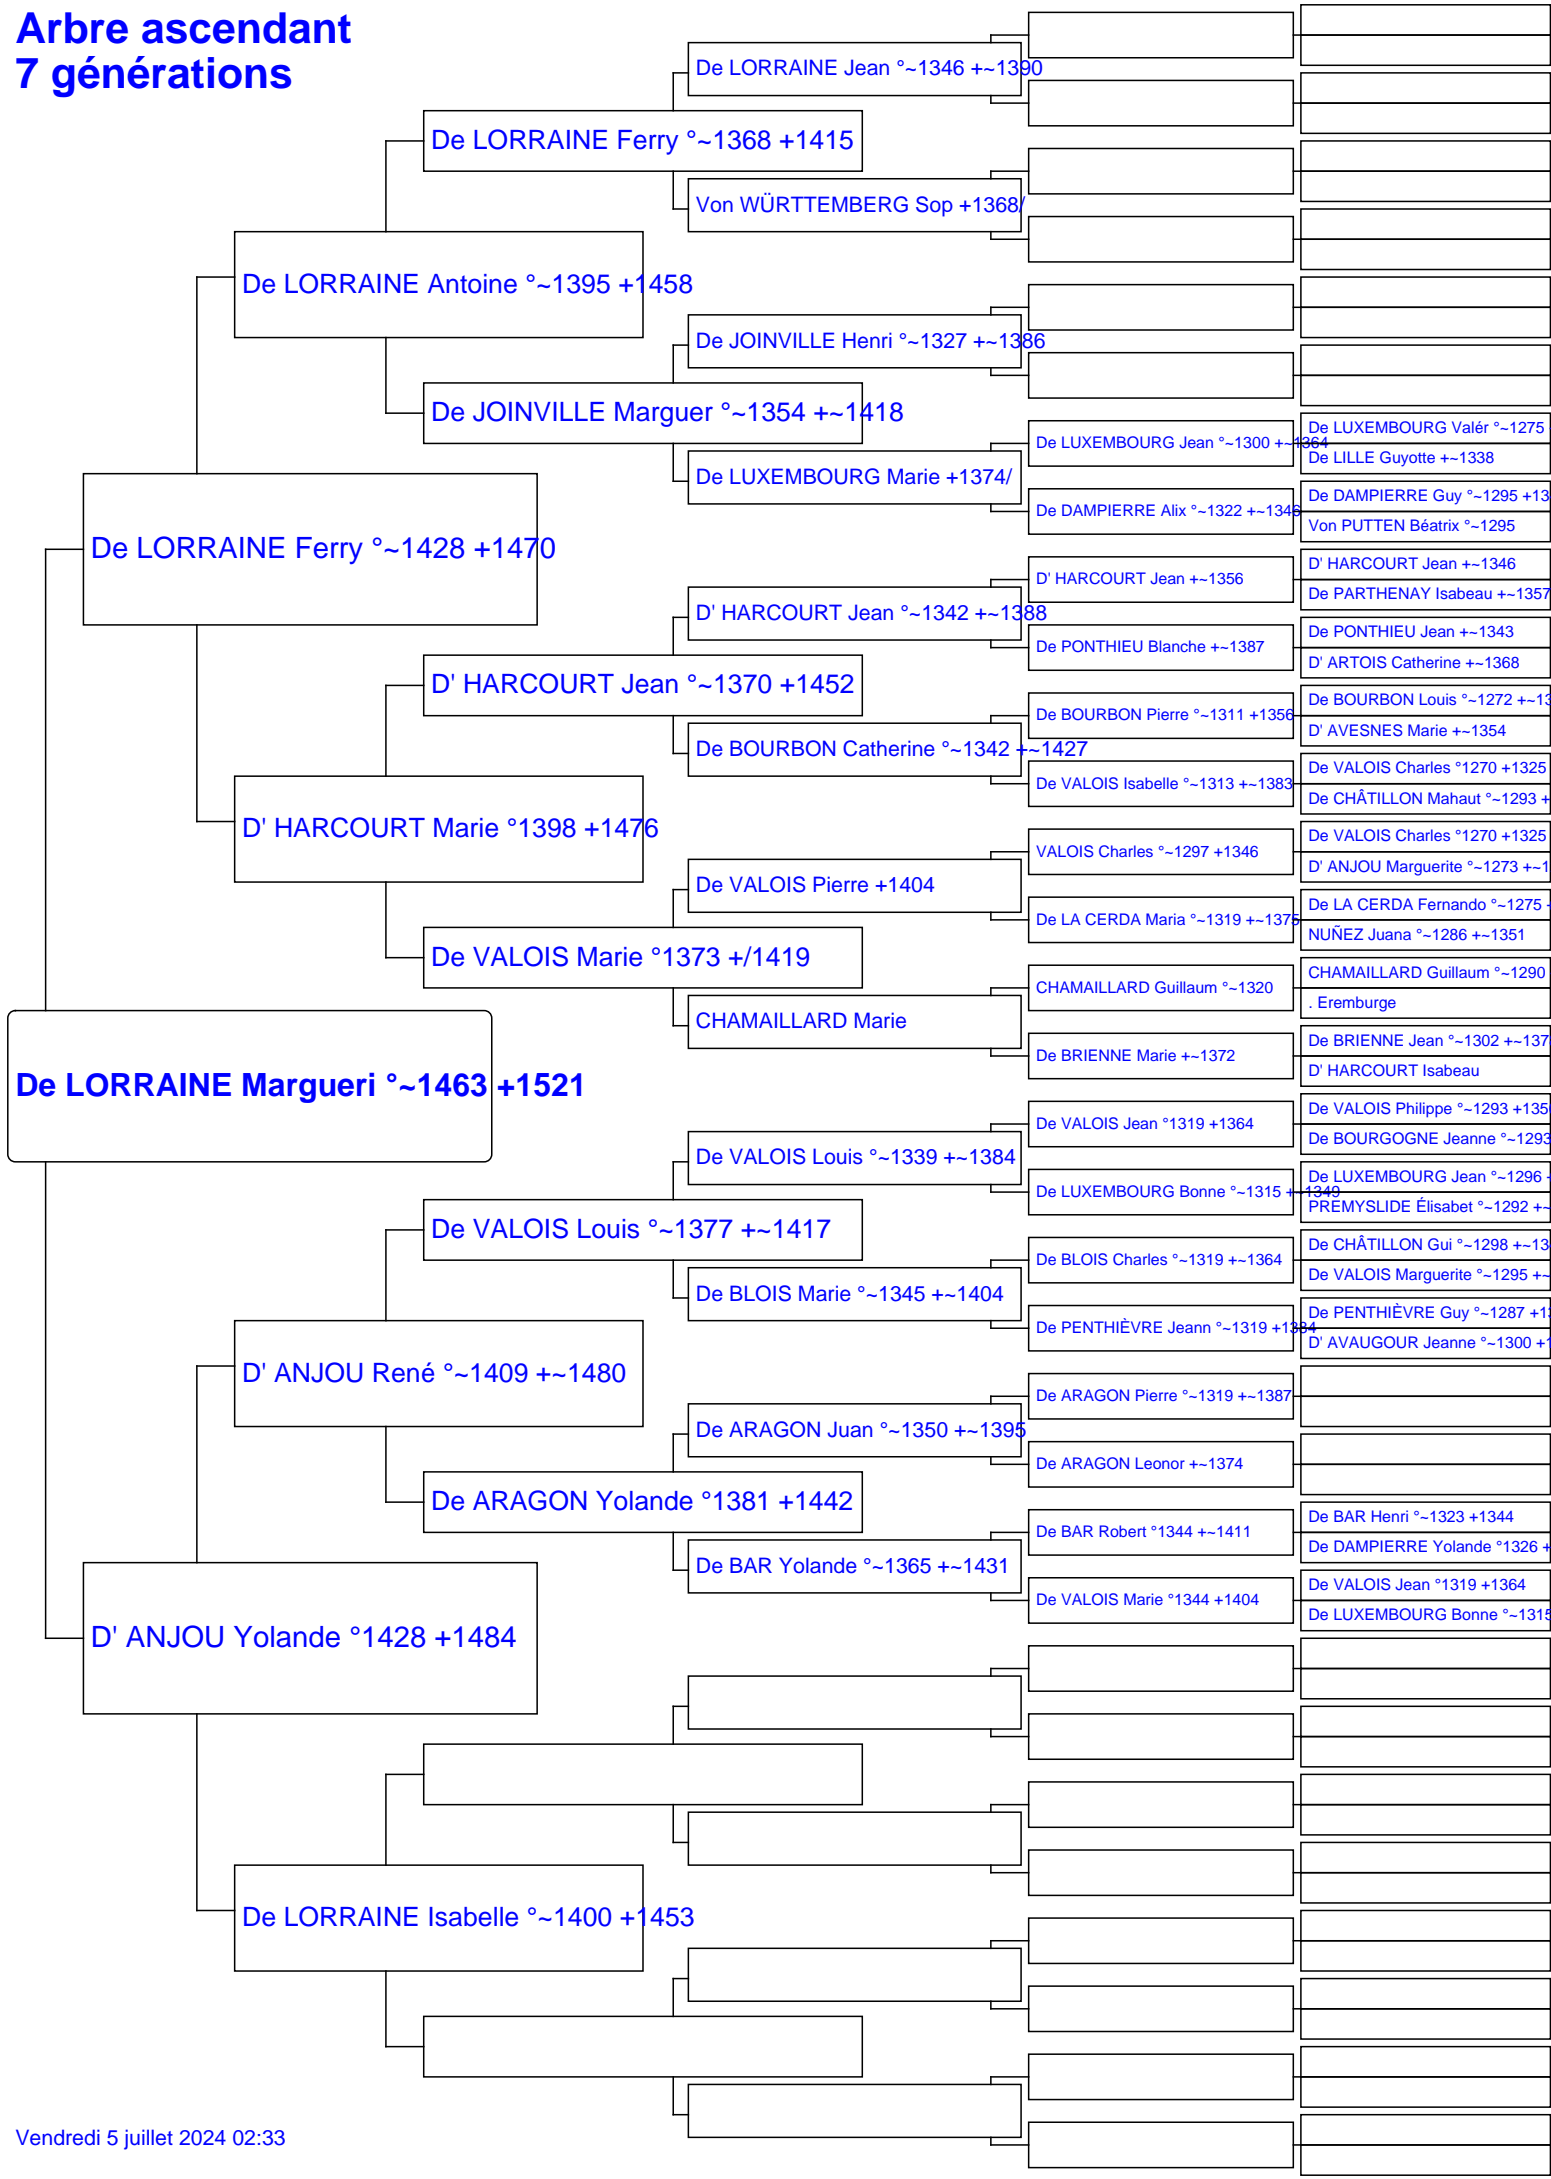 Arbre ascendant
7 générations
De LORRAINE Jean °~1346 +~1390
De LORRAINE Ferry °~1368 +1415
Von WÜRTTEMBERG Sop +1368/
De LORRAINE Antoine °~1395 +1458
De JOINVILLE Henri °~1327 +~1386
De JOINVILLE Marguer °~1354 +~1418
De LUXEMBOURG Valér °~1275
De LUXEMBOURG Jean °~1300 +~1364
De LILLE Guyotte +~1338
De LUXEMBOURG Marie +1374/
De DAMPIERRE Guy °~1295 +13
De DAMPIERRE Alix °~1322 +~1346
Von PUTTEN Béatrix °~1295
De LORRAINE Ferry °~1428 +1470
D' HARCOURT Jean +~1346
D' HARCOURT Jean +~1356
De PARTHENAY Isabeau +~1357
D' HARCOURT Jean °~1342 +~1388
De PONTHIEU Jean +~1343
De PONTHIEU Blanche +~1387
D' ARTOIS Catherine +~1368
D' HARCOURT Jean °~1370 +1452
De BOURBON Louis °~1272 +~13
De BOURBON Pierre °~1311 +1356
D' AVESNES Marie +~1354
De BOURBON Catherine °~1342 +~1427
De VALOIS Charles °1270 +1325
De VALOIS Isabelle °~1313 +~1383
De CHÂTILLON Mahaut °~1293 +
D' HARCOURT Marie °1398 +1476
De VALOIS Charles °1270 +1325
VALOIS Charles °~1297 +1346
D' ANJOU Marguerite °~1273 +~1
De VALOIS Pierre +1404
De LA CERDA Fernando °~1275 -
De LA CERDA Maria °~1319 +~1375
NUÑEZ Juana °~1286 +~1351
De VALOIS Marie °1373 +/1419
CHAMAILLARD Guillaum °~1290
CHAMAILLARD Guillaum °~1320
. Eremburge
CHAMAILLARD Marie
De BRIENNE Jean °~1302 +~137
De BRIENNE Marie +~1372
D' HARCOURT Isabeau
De LORRAINE Margueri °~1463 +1521
De VALOIS Philippe °~1293 +135
De VALOIS Jean °1319 +1364
De BOURGOGNE Jeanne °~1293
De VALOIS Louis °~1339 +~1384
De LUXEMBOURG Jean °~1296 -
De LUXEMBOURG Bonne °~1315 +~1349
PREMYSLIDE Élisabet °~1292 +~
De VALOIS Louis °~1377 +~1417
De CHÂTILLON Gui °~1298 +~13
De BLOIS Charles °~1319 +~1364
De VALOIS Marguerite °~1295 +~
De BLOIS Marie °~1345 +~1404
De PENTHIÈVRE Guy °~1287 +13
De PENTHIÈVRE Jeann °~1319 +1384
D' AVAUGOUR Jeanne °~1300 +1
D' ANJOU René °~1409 +~1480
De ARAGON Pierre °~1319 +~1387
De ARAGON Juan °~1350 +~1395
De ARAGON Leonor +~1374
De ARAGON Yolande °1381 +1442
De BAR Henri °~1323 +1344
De BAR Robert °1344 +~1411
De DAMPIERRE Yolande °1326 +
De BAR Yolande °~1365 +~1431
De VALOIS Jean °1319 +1364
De VALOIS Marie °1344 +1404
De LUXEMBOURG Bonne °~1315
D' ANJOU Yolande °1428 +1484
De LORRAINE Isabelle °~1400 +1453
Vendredi 5 juillet 2024 02:33